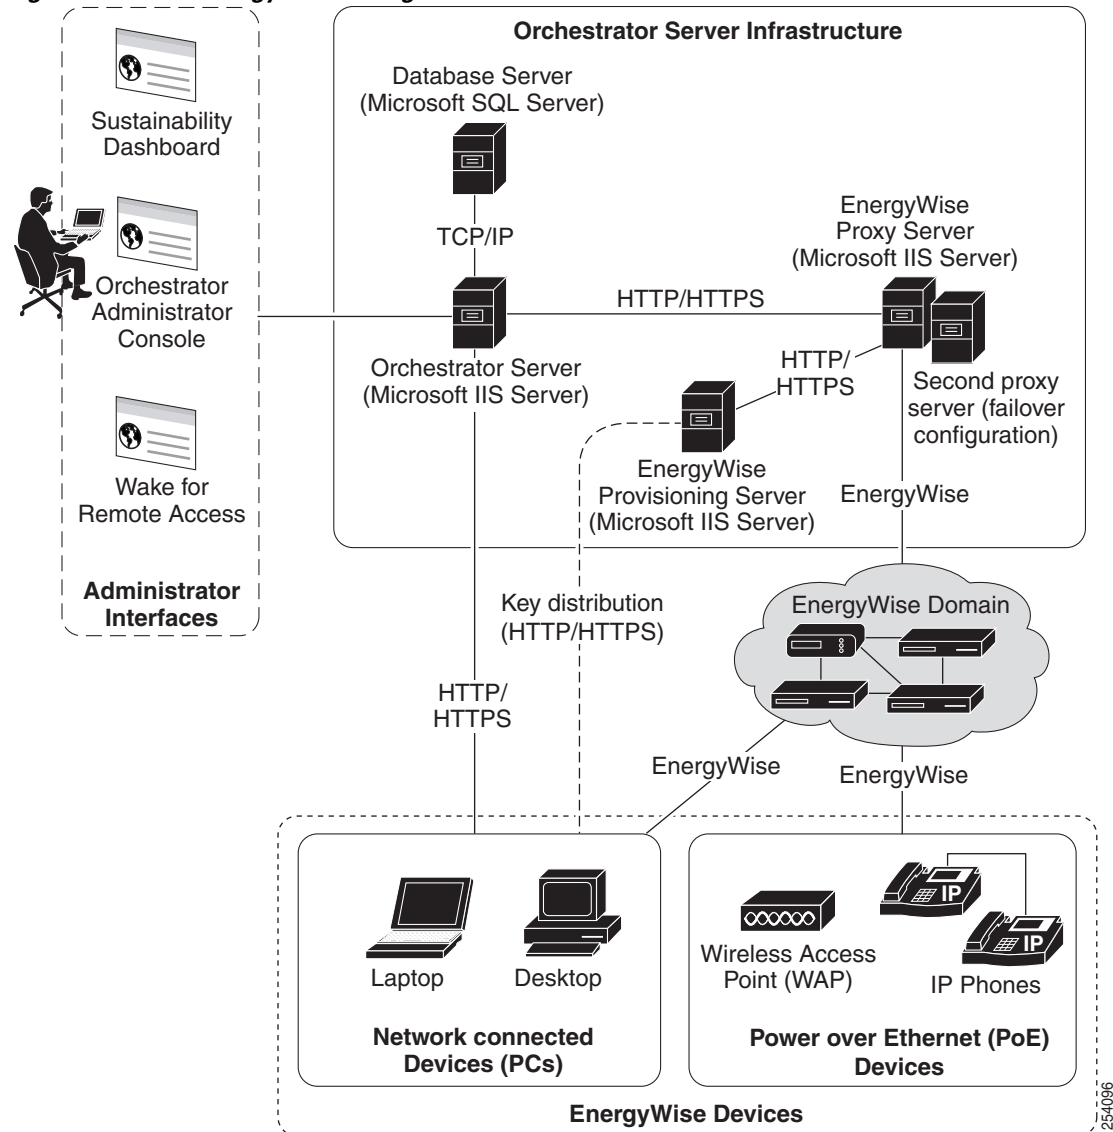 Orchestrator Server Infrastructure
Database Server
(Microsoft SQL Server)
Sustainability
Dashboard
EnergyWise
Proxy Server
(Microsoft IIS Server)
TCP/IP
Orchestrator
Administrator
Console
HTTP/HTTPS
HTTP/
HTTPS
Orchestrator Server
(Microsoft IIS Server)
Second proxy
server (failover
configuration)
EnergyWise
Provisioning Server
(Microsoft IIS Server)
Wake for
Remote Access
EnergyWise
Administrator
Interfaces
Key distribution
(HTTP/HTTPS)
EnergyWise Domain
HTTP/
HTTPS
EnergyWise
EnergyWise
IP
IP
Laptop
Desktop
Wireless Access
Point (WAP)
IP Phones
Network connected
Devices (PCs)
Power over Ethernet (PoE)
Devices
EnergyWise Devices
254096